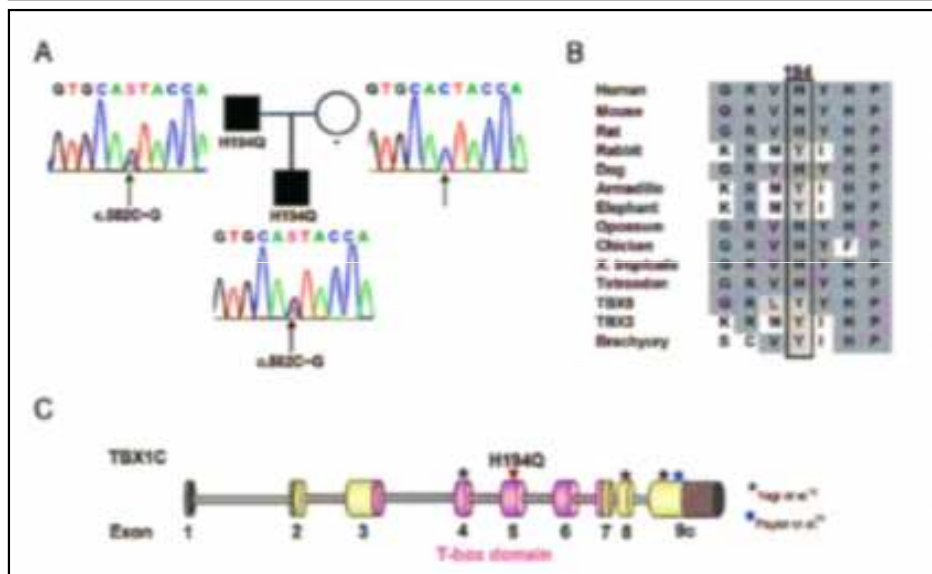 A
GTGCASTACCA
H194Q
-
GTGCACTACCA
c.582C>G
H194Q
GTGCASTACCA
c.582C>G
B
194
Human G R V H Y H P
Mouse G R V H Y H P
Rat G R V H Y H P
Rabbit K R M Y I H P
Dog G R V H Y H P
Armadillo K R M Y I H P
Elephant K R M Y I H P
Opossum G R V H Y H P
Chicken G R V H Y F P
X. tropicalis G R V H Y H P
Tetraodon G R V H Y H P
G R L Y Y H P
K R M Y I H P
Brachyury S C V Y I H P
C
TBX1C
H194Q
Exon 1 2 3 4 5 6 7 8 9c
T-box domain